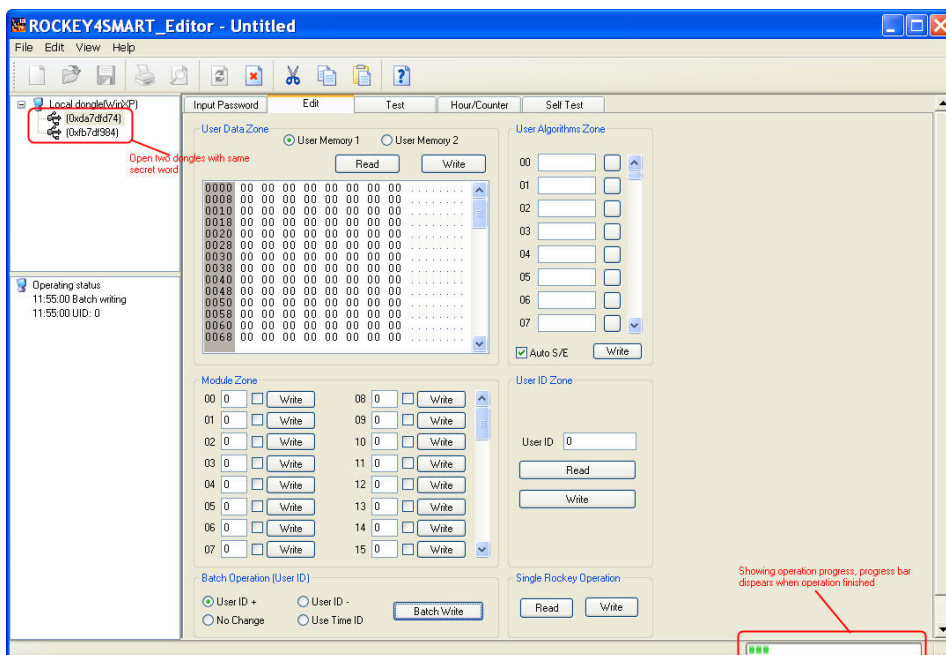 ROCKEY4SMART_Editor - Untitled
File Edit View Help
Local dongle(WinXP)
(0xda7dfd74)
(0xfb7df984)
Open two dongles with same
secret word
Operating status
11:55:00 Batch writing
11:55:00 UID: 0
Input Password Edit Test Hour/Counter Self Test
User Data Zone
User Memory 1 User Memory 2
Read Write
0000 00 00 00 00 00 00 00 00 ........
0008 00 00 00 00 00 00 00 00 ........
0010 00 00 00 00 00 00 00 00 ........
0018 00 00 00 00 00 00 00 00 ........
0020 00 00 00 00 00 00 00 00 ........
0028 00 00 00 00 00 00 00 00 ........
0030 00 00 00 00 00 00 00 00 ........
0038 00 00 00 00 00 00 00 00 ........
0040 00 00 00 00 00 00 00 00 ........
0048 00 00 00 00 00 00 00 00 ........
0050 00 00 00 00 00 00 00 00 ........
0058 00 00 00 00 00 00 00 00 ........
0060 00 00 00 00 00 00 00 00 ........
0068 00 00 00 00 00 00 00 00 ........
User Algorithms Zone
00
01
02
03
04
05
06
07
Auto S/E Write
Module Zone
00 0 Write 08 0 Write
01 0 Write 09 0 Write
02 0 Write 10 0 Write
03 0 Write 11 0 Write
04 0 Write 12 0 Write
05 0 Write 13 0 Write
06 0 Write 14 0 Write
07 0 Write 15 0 Write
User ID Zone
User ID 0
Read
Write
Batch Operation (User ID)
User ID + User ID -
No Change Use Time ID
Batch Write
Single Rockey Operation
Read Write
Showing operation progress, progress bar
dispears when operation finished